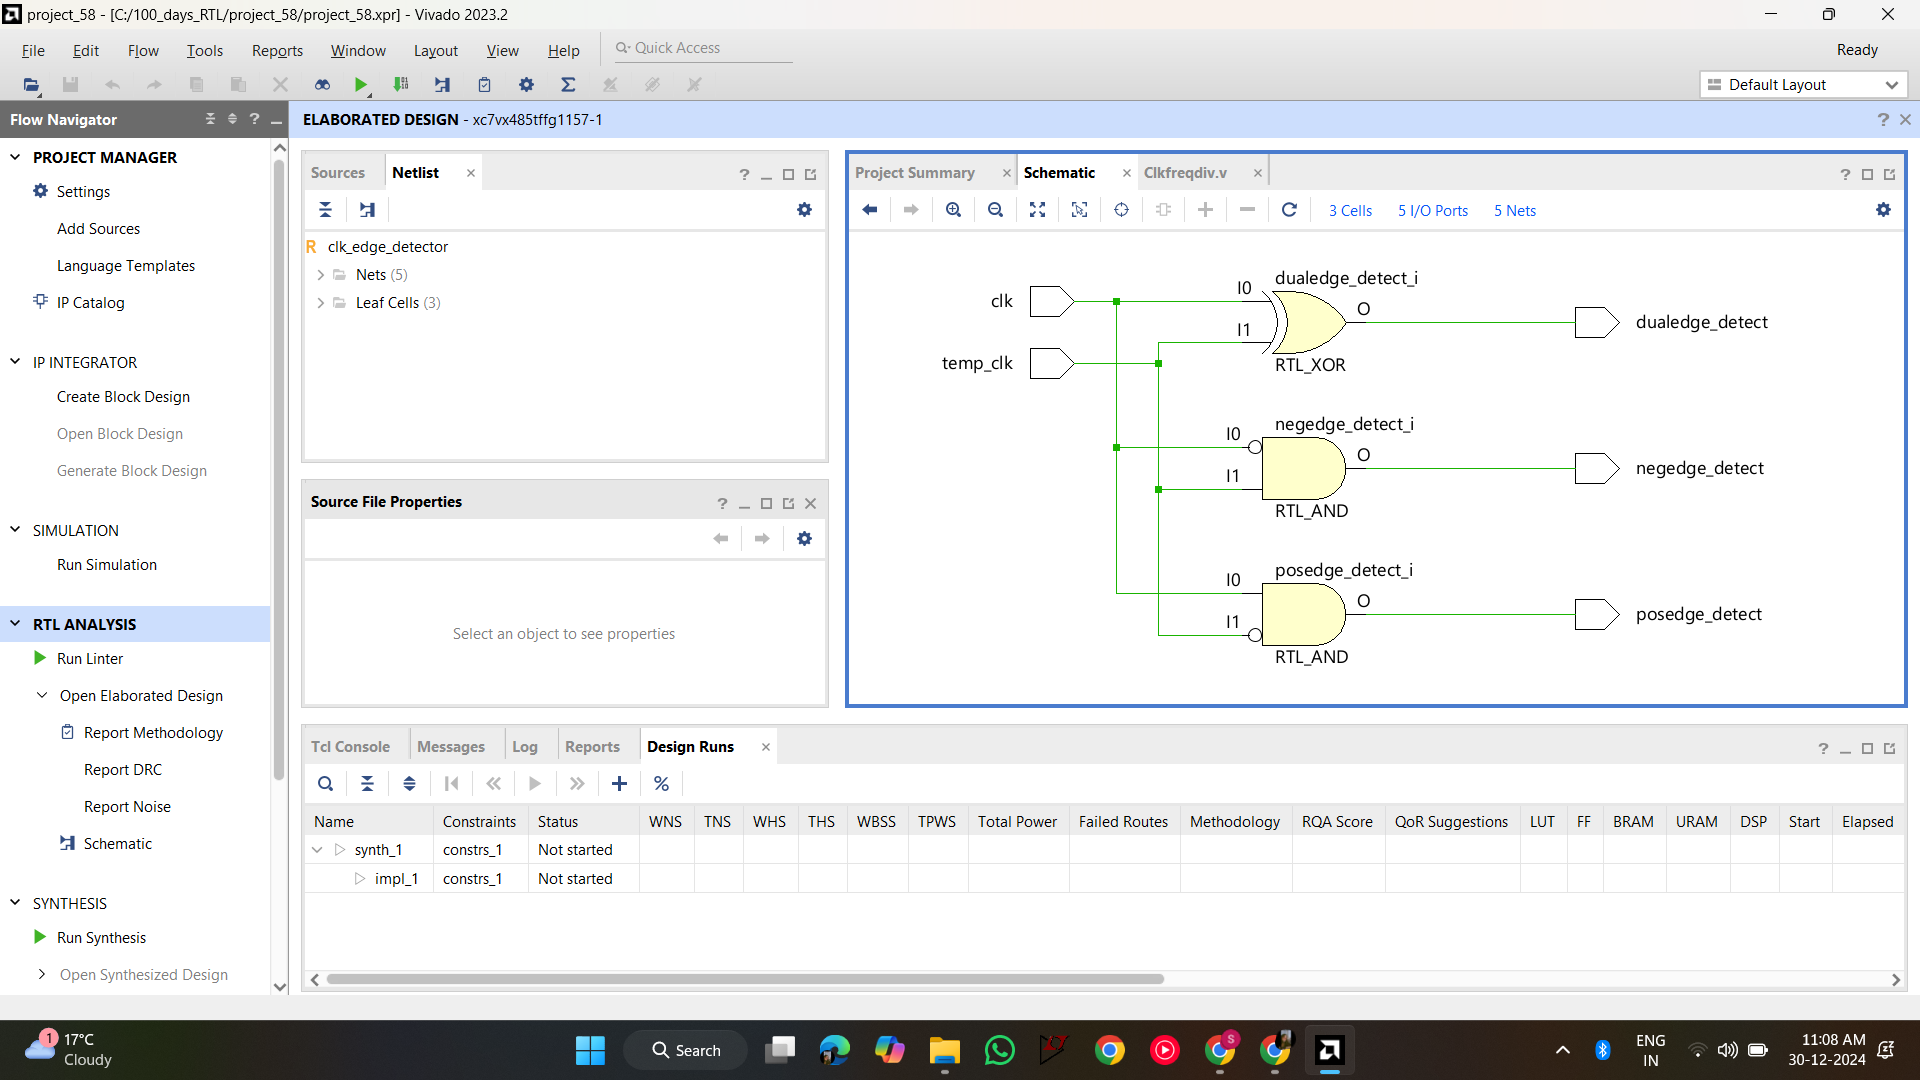 project_58 - [C:/100_days_RTL/project_58/project_58.xpr] - Vivado 2023.2
File Edit Flow Tools Reports Window Layout View Help Quick Access
Ready
Default Layout
Flow Navigator
PROJECT MANAGER
Settings
Add Sources
Language Templates
IP Catalog
IP INTEGRATOR
Create Block Design
Open Block Design
Generate Block Design
SIMULATION
Run Simulation
RTL ANALYSIS
Run Linter
Open Elaborated Design
Report Methodology
Report DRC
Report Noise
Schematic
SYNTHESIS
Run Synthesis
Open Synthesized Design
ELABORATED DESIGN - xc7vx485tffg1157-1
Sources Netlist
R clk_edge_detector
Nets (5)
Leaf Cells (3)
Source File Properties
Select an object to see properties
Project Summary Schematic Clkfreqdiv.v
3 Cells 5 I/O Ports 5 Nets
dualedge_detect_i
clk I0 O
I1 dualedge_detect
temp_clk RTL_XOR
negedge_detect_i
I0 O
I1 negedge_detect
RTL_AND
posedge_detect_i
I0 O
I1 posedge_detect
RTL_AND
Tcl Console Messages Log Reports Design Runs
Name Constraints Status WNS TNS WHS THS WBSS TPWS Total Power Failed Routes Methodology RQA Score QoR Suggestions LUT FF BRAM URAM DSP Start Elapsed
synth_1 constrs_1 Not started
impl_1 constrs_1 Not started
1 17°C
Cloudy
Search
S
ENG
IN
11:08 AM
30-12-2024